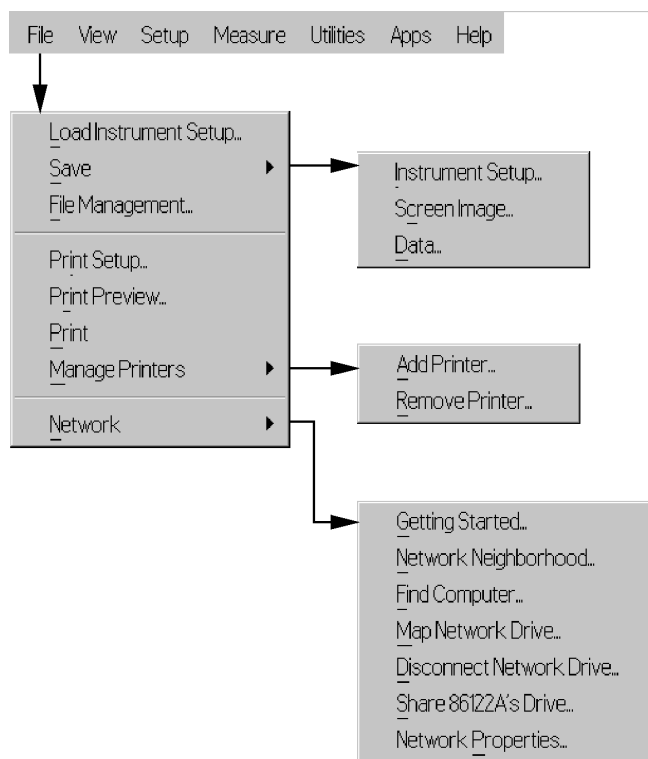 File View Setup Measure Utilities Apps Help
Load Instrument Setup...
Save
File Management...
Print Setup...
Print Preview...
Print
Manage Printers
Network
Instrument Setup...
Screen Image...
Data...
Add Printer...
Remove Printer...
Getting Started...
Network Neighborhood...
Find Computer...
Map Network Drive...
Disconnect Network Drive...
Share 86122A's Drive...
Network Properties...